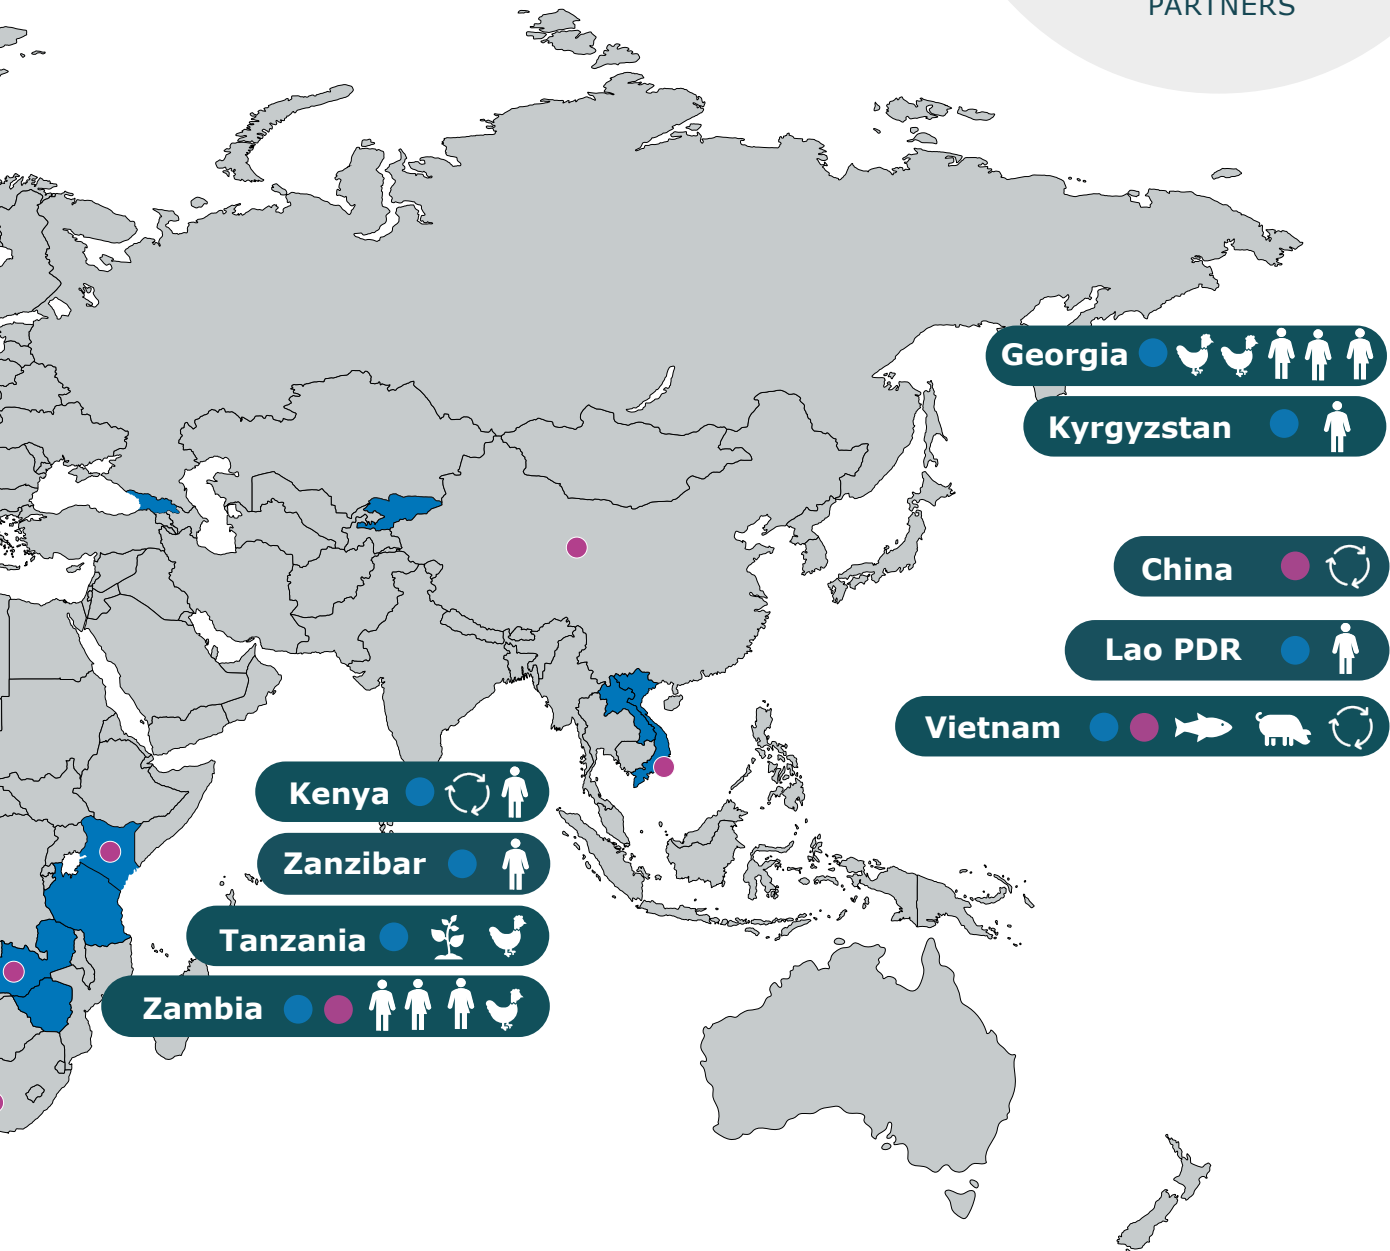 PARTNERS
Georgia
Kyrgyzstan
China
Lao PDR
Vietnam
Kenya
Zanzibar
Tanzania
Zambia